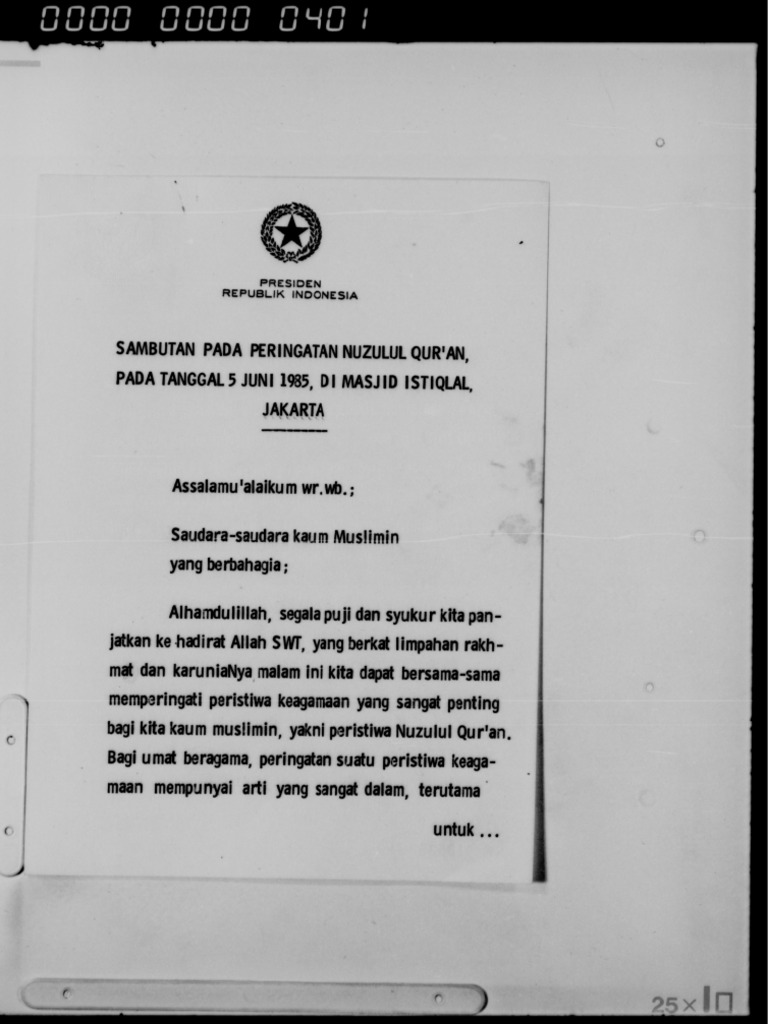 0000 0000 0401
PRESIDEN
REPUBLIK INDONESIA
SAMBUTAN PADA PERINGATAN NUZULUL QUR'AN,
PADA TANGGAL 5 JUNI 1985, DI MASJID ISTIQLAL,
JAKARTA
Assalamu'alaikum wr.wb.;
Saudara-saudara kaum Muslimin
yang berbahagia;
Alhamdulillah, segala puji dan syukur kita pan-
jatkan ke hadirat Allah SWT, yang berkat limpahan rakh-
mat dan karuniaNya malam ini kita dapat bersama-sama
memperingati peristiwa keagamaan yang sangat penting
bagi kita kaum muslimin, yakni peristiwa Nuzulul Qur'an.
Bagi umat beragama, peringatan suatu peristiwa keaga-
maan mempunyai arti yang sangat dalam, terutama
untuk ...
25×